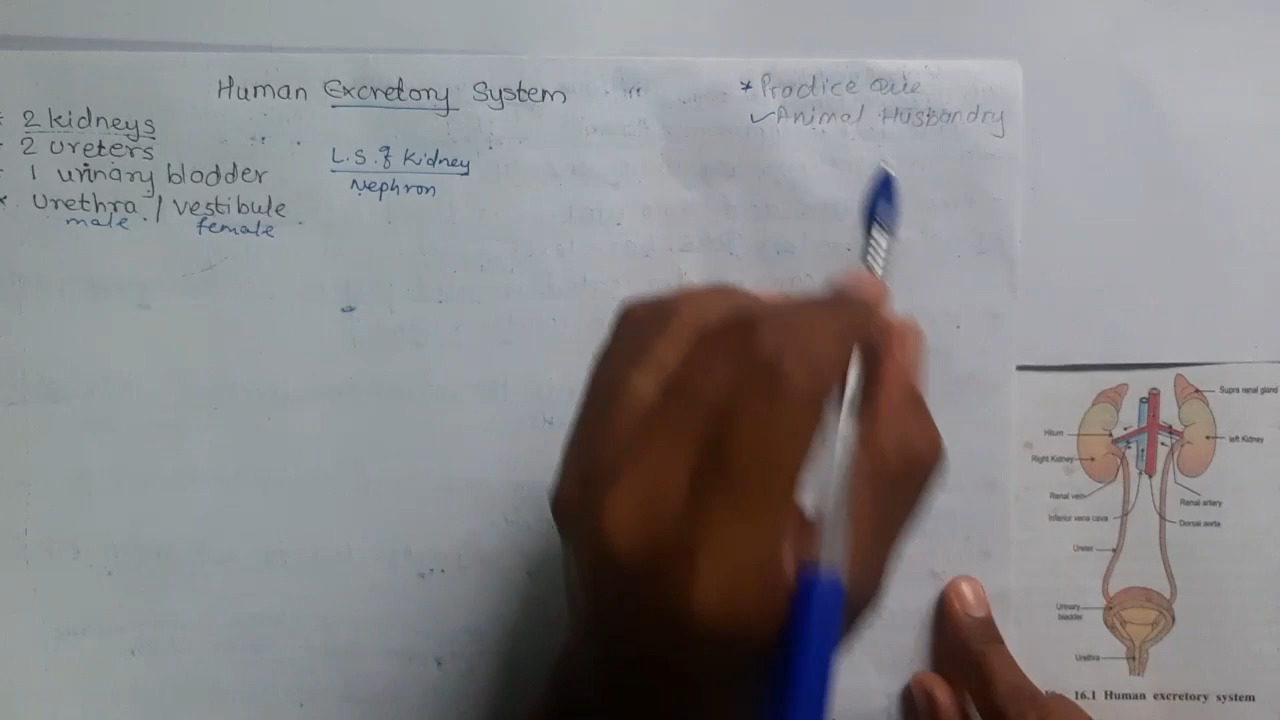 Human Excretory System
* 2 kidneys
* 2 ureters
* 1 urinary bladder
* Urethra / Vestibule
male female
L.S. of Kidney
Nephron
* Practice Que
✓ Animal Husbandry
Supra renal gland
Hilum
left Kidney
Right Kidney
Renal vein
Renal artery
Inferior vena cava
Dorsal aorta
Ureter
Urinary bladder
Urethra
16.1 Human excretory system